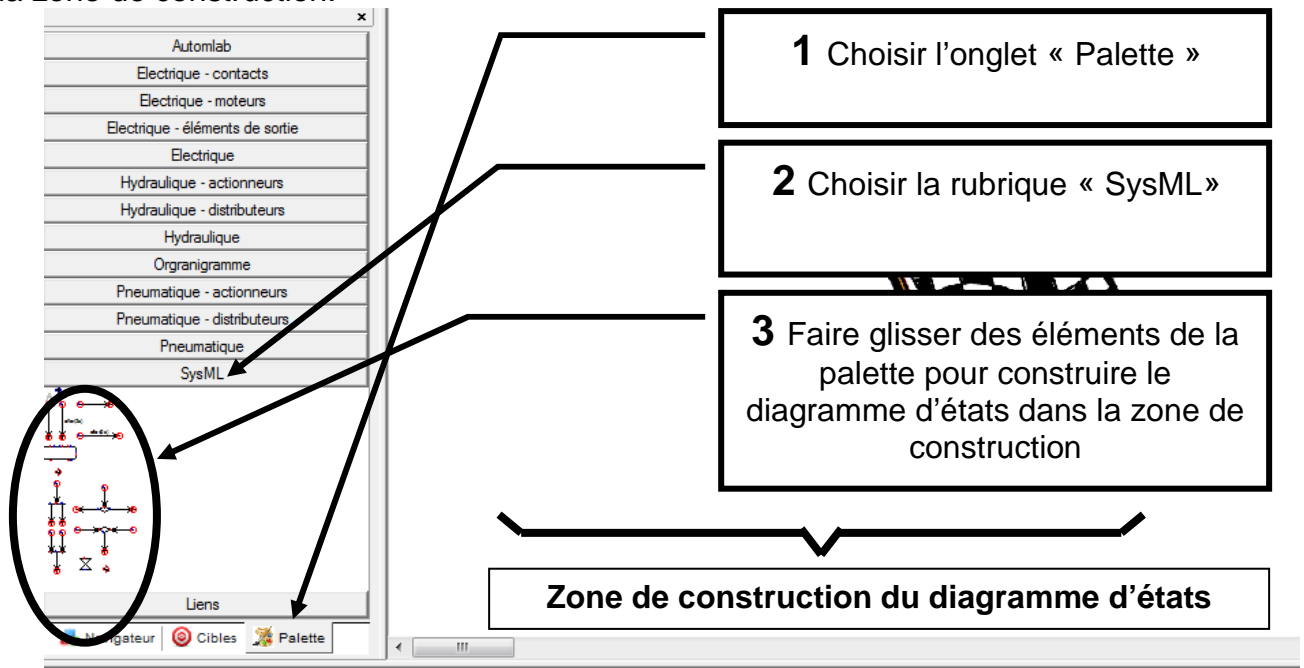 la zone de construction.
Automlab
Electrique - contacts
Electrique - moteurs
Electrique - éléments de sortie
Electrique
Hydraulique - actionneurs
Hydraulique - distributeurs
Hydraulique
Orgranigramme
Pneumatique - actionneurs
Pneumatique - distributeurs
Pneumatique
SysML
Liens
Navigateur
Cibles
Palette
1 Choisir l’onglet « Palette »
2 Choisir la rubrique « SysML»
3 Faire glisser des éléments de la
palette pour construire le
diagramme d’états dans la zone de
construction
Zone de construction du diagramme d’états